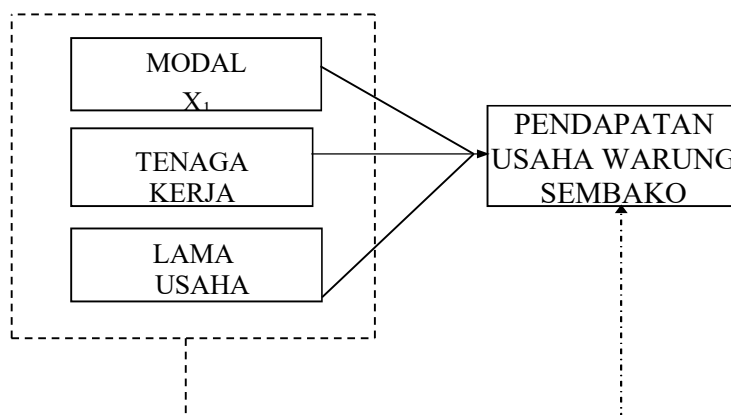 MODAL
X₁
TENAGA
KERJA
LAMA
USAHA
PENDAPATAN
USAHA WARUNG
SEMBAKO